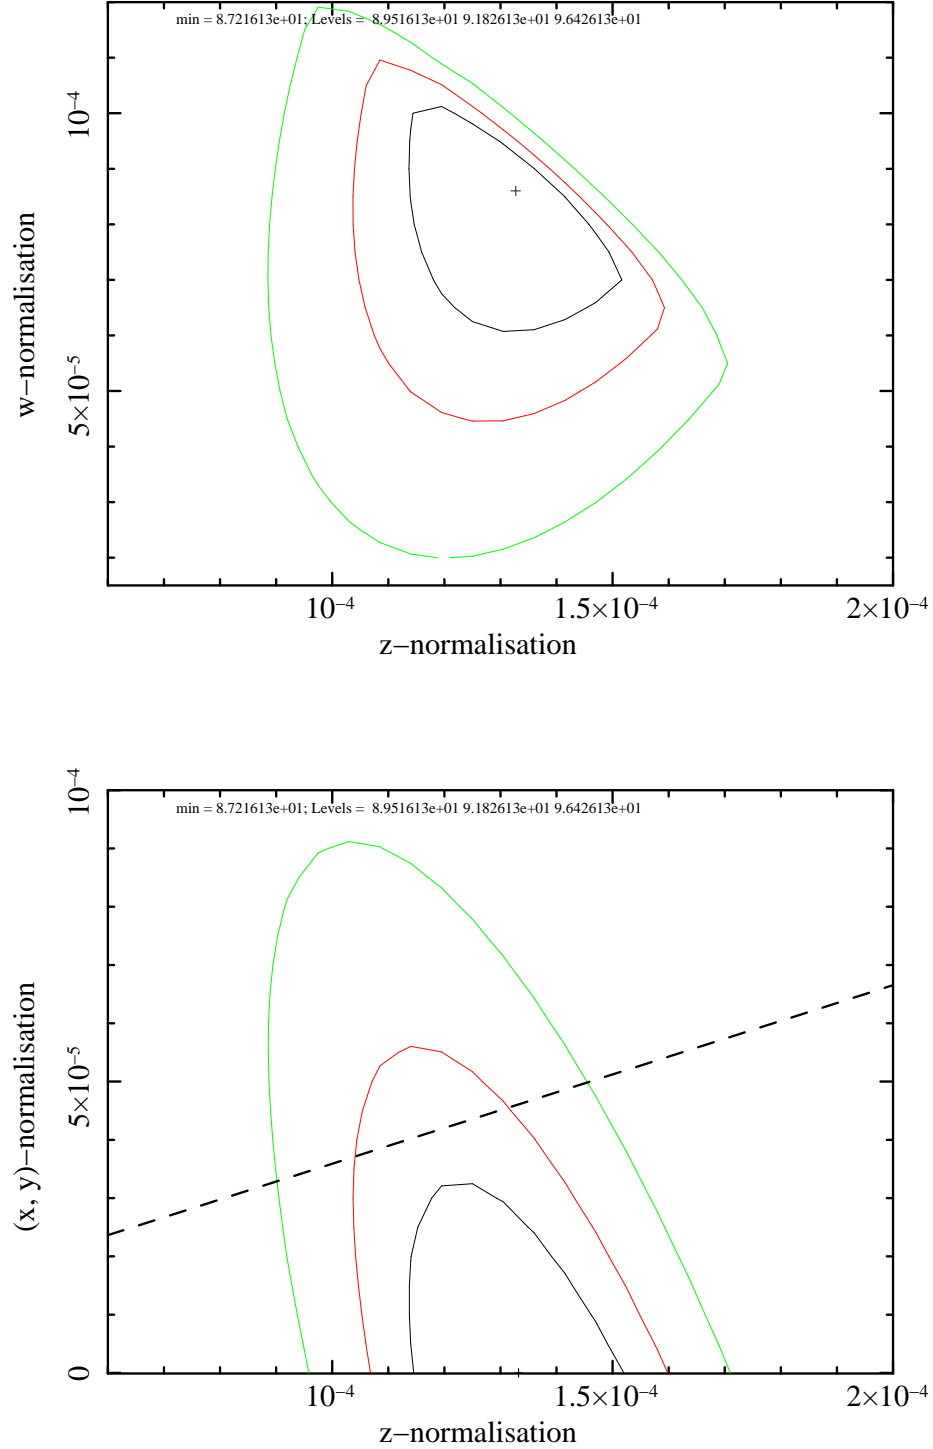 min = 8.721613e+01; Levels = 8.951613e+01 9.182613e+01 9.642613e+01
10⁻⁴
5×10⁻⁵
w−normalisation
10⁻⁴ 1.5×10⁻⁴ 2×10⁻⁴
z−normalisation
min = 8.721613e+01; Levels = 8.951613e+01 9.182613e+01 9.642613e+01
10⁻⁴
5×10⁻⁵
0
(x, y)−normalisation
10⁻⁴ 1.5×10⁻⁴ 2×10⁻⁴
z−normalisation